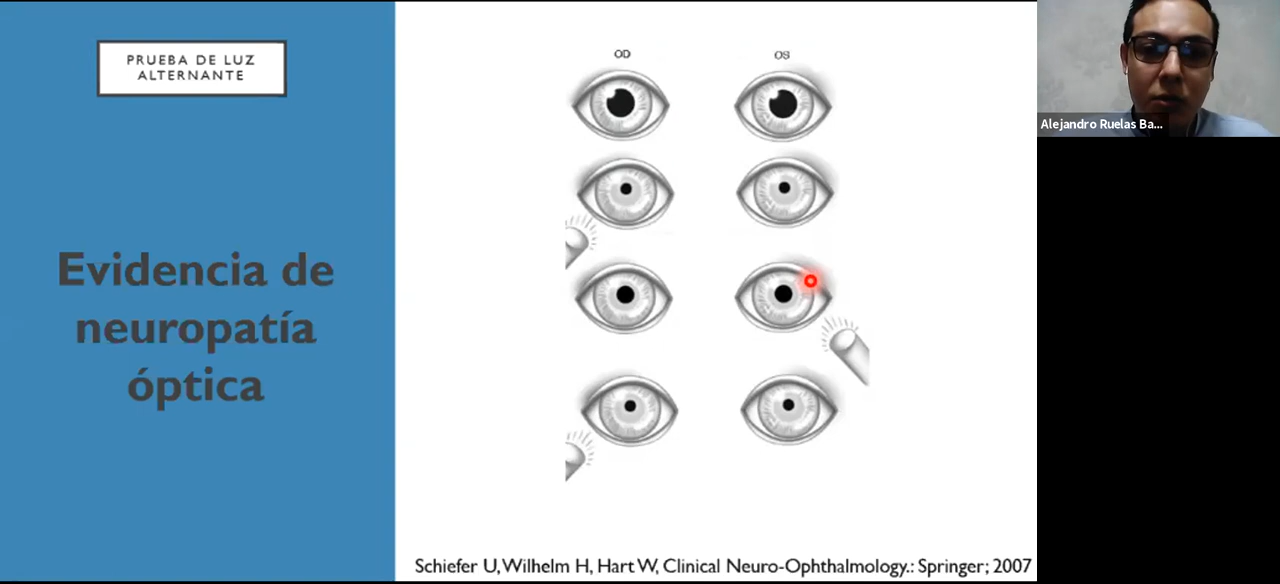 PRUEBA DE LUZ
ALTERNANTE
Evidencia de
neuropatía
óptica
OD
OS
Schiefer U, Wilhelm H, Hart W, Clinical Neuro-Ophthalmology.: Springer; 2007
Alejandro Ruelas Ba...